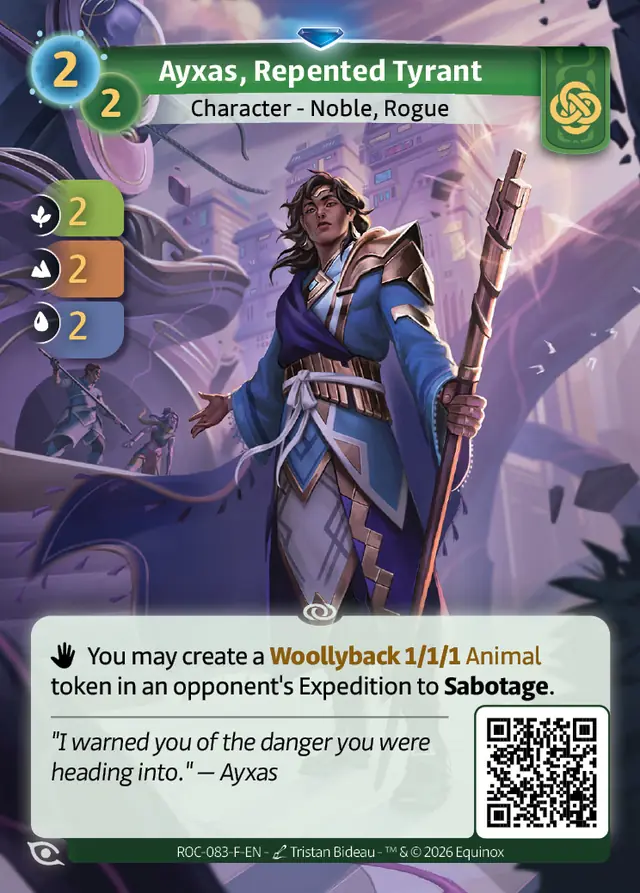 2
Ayxas, Repented Tyrant
2
Character - Noble, Rogue
2
2
2
You may create a Woollyback 1/1/1 Animal
token in an opponent's Expedition to Sabotage.
"I warned you of the danger you were
heading into." — Ayxas
ROC-083-F-EN - Tristan Bideau - ™ & © 2026 Equinox